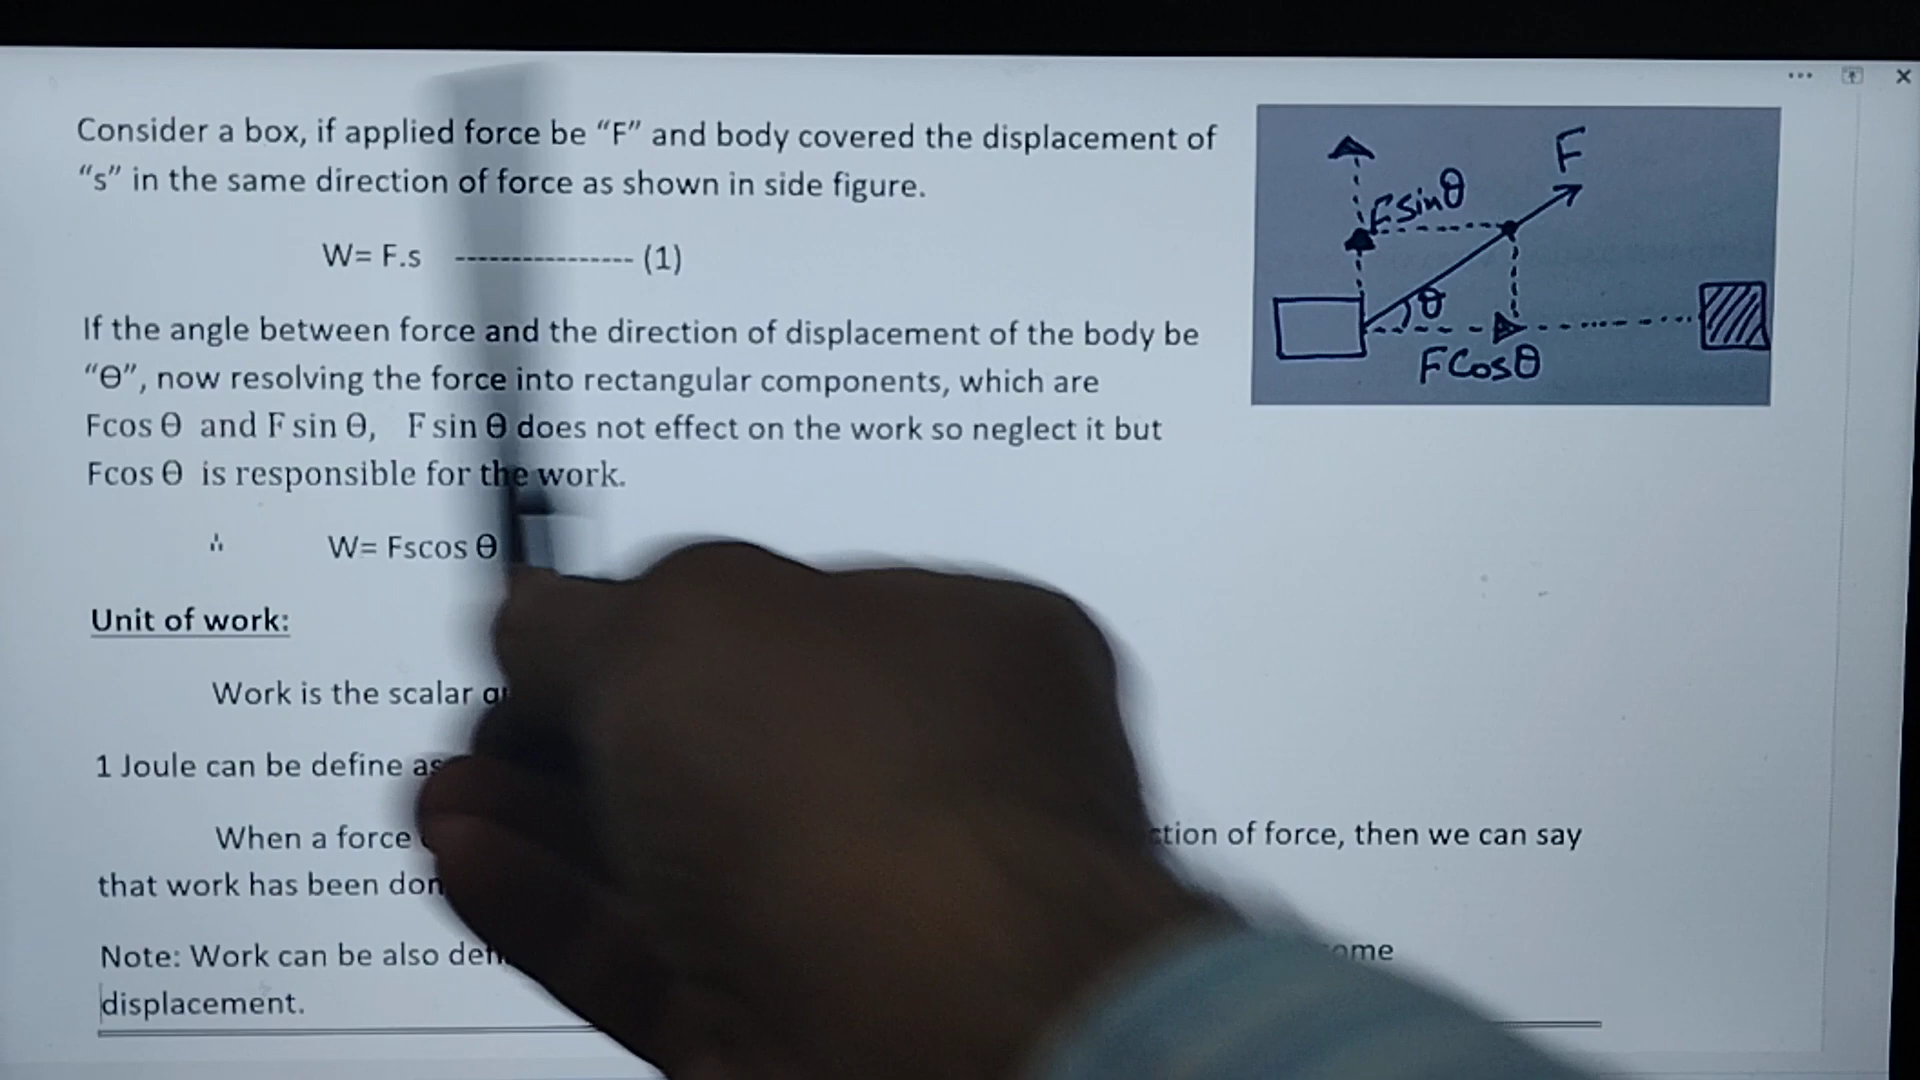 Consider a box, if applied force be “F” and body covered the displacement of
“s” in the same direction of force as shown in side figure.
W= F.s ---------------- (1)
If the angle between force and the direction of displacement of the body be
“Θ”, now resolving the force into rectangular components, which are
Fcos Θ and F sin Θ, F sin Θ does not effect on the work so neglect it but
Fcos Θ is responsible for the work.
∴ W= Fscos Θ
Unit of work:
Work is the scalar
1 Joule can be define as
When a force
of force, then we can say
that work has been
Note: Work can be also
displacement.
F
Fsinθ
θ
FCosθ